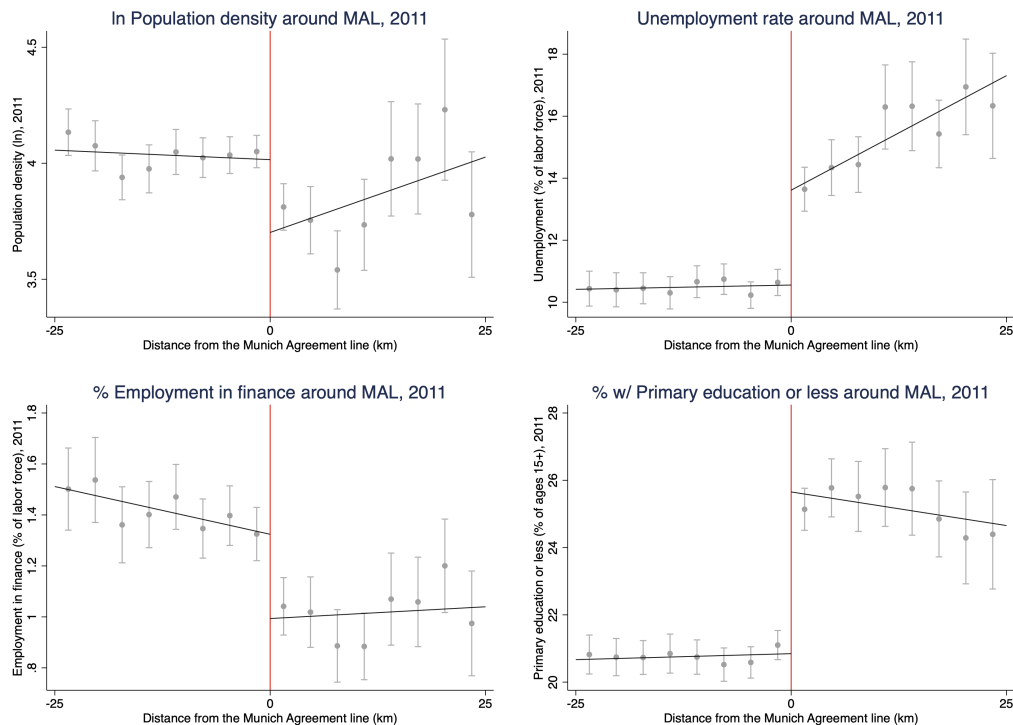 ln Population density around MAL, 2011
Population density (ln), 2011
4.5
4
3.5
-25 0 25
Distance from the Munich Agreement line (km)
Unemployment rate around MAL, 2011
Unemployment (% of labor force), 2011
18
16
14
12
10
-25 0 25
Distance from the Munich Agreement line (km)
% Employment in finance around MAL, 2011
Employment in finance (% of labor force), 2011
1.8
1.6
1.4
1.2
1
.8
-25 0 25
Distance from the Munich Agreement line (km)
% w/ Primary education or less around MAL, 2011
Primary education or less (% of ages 15+), 2011
28
26
24
22
20
-25 0 25
Distance from the Munich Agreement line (km)